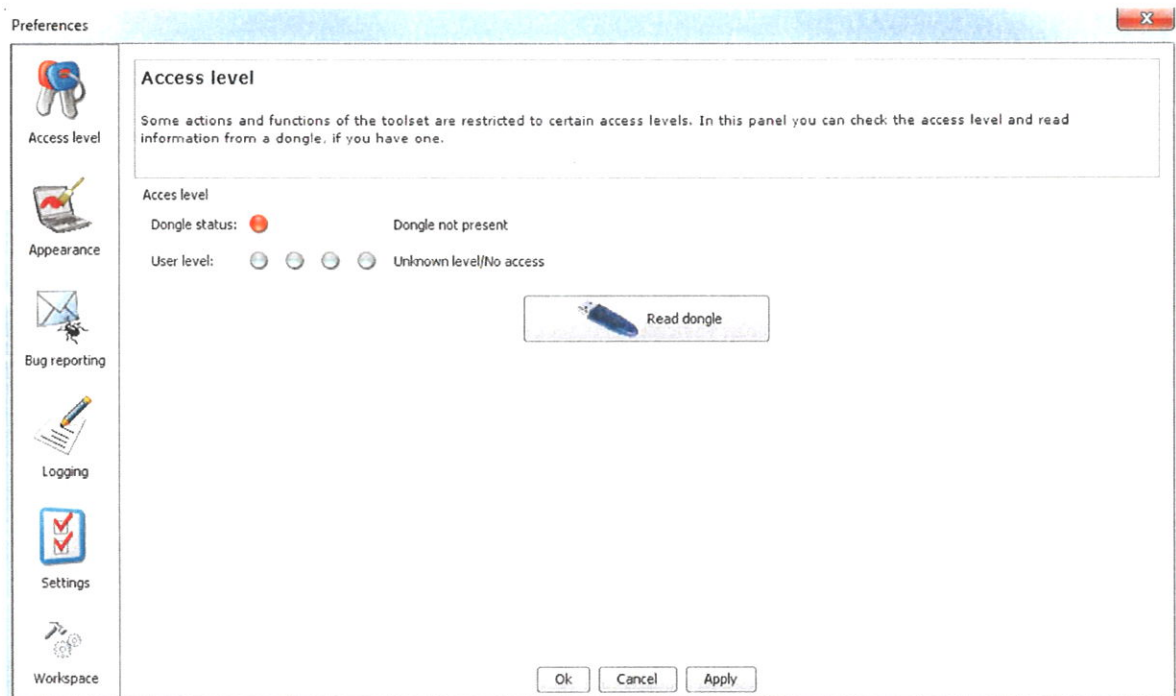 Preferences
X
Access level
Appearance
Bug reporting
Logging
Settings
Workspace
Access level
Some actions and functions of the toolset are restricted to certain access levels. In this panel you can check the access level and read
information from a dongle, if you have one.
Acces level
Dongle status: Dongle not present
User level: Unknown level/No access
Read dongle
Ok Cancel Apply